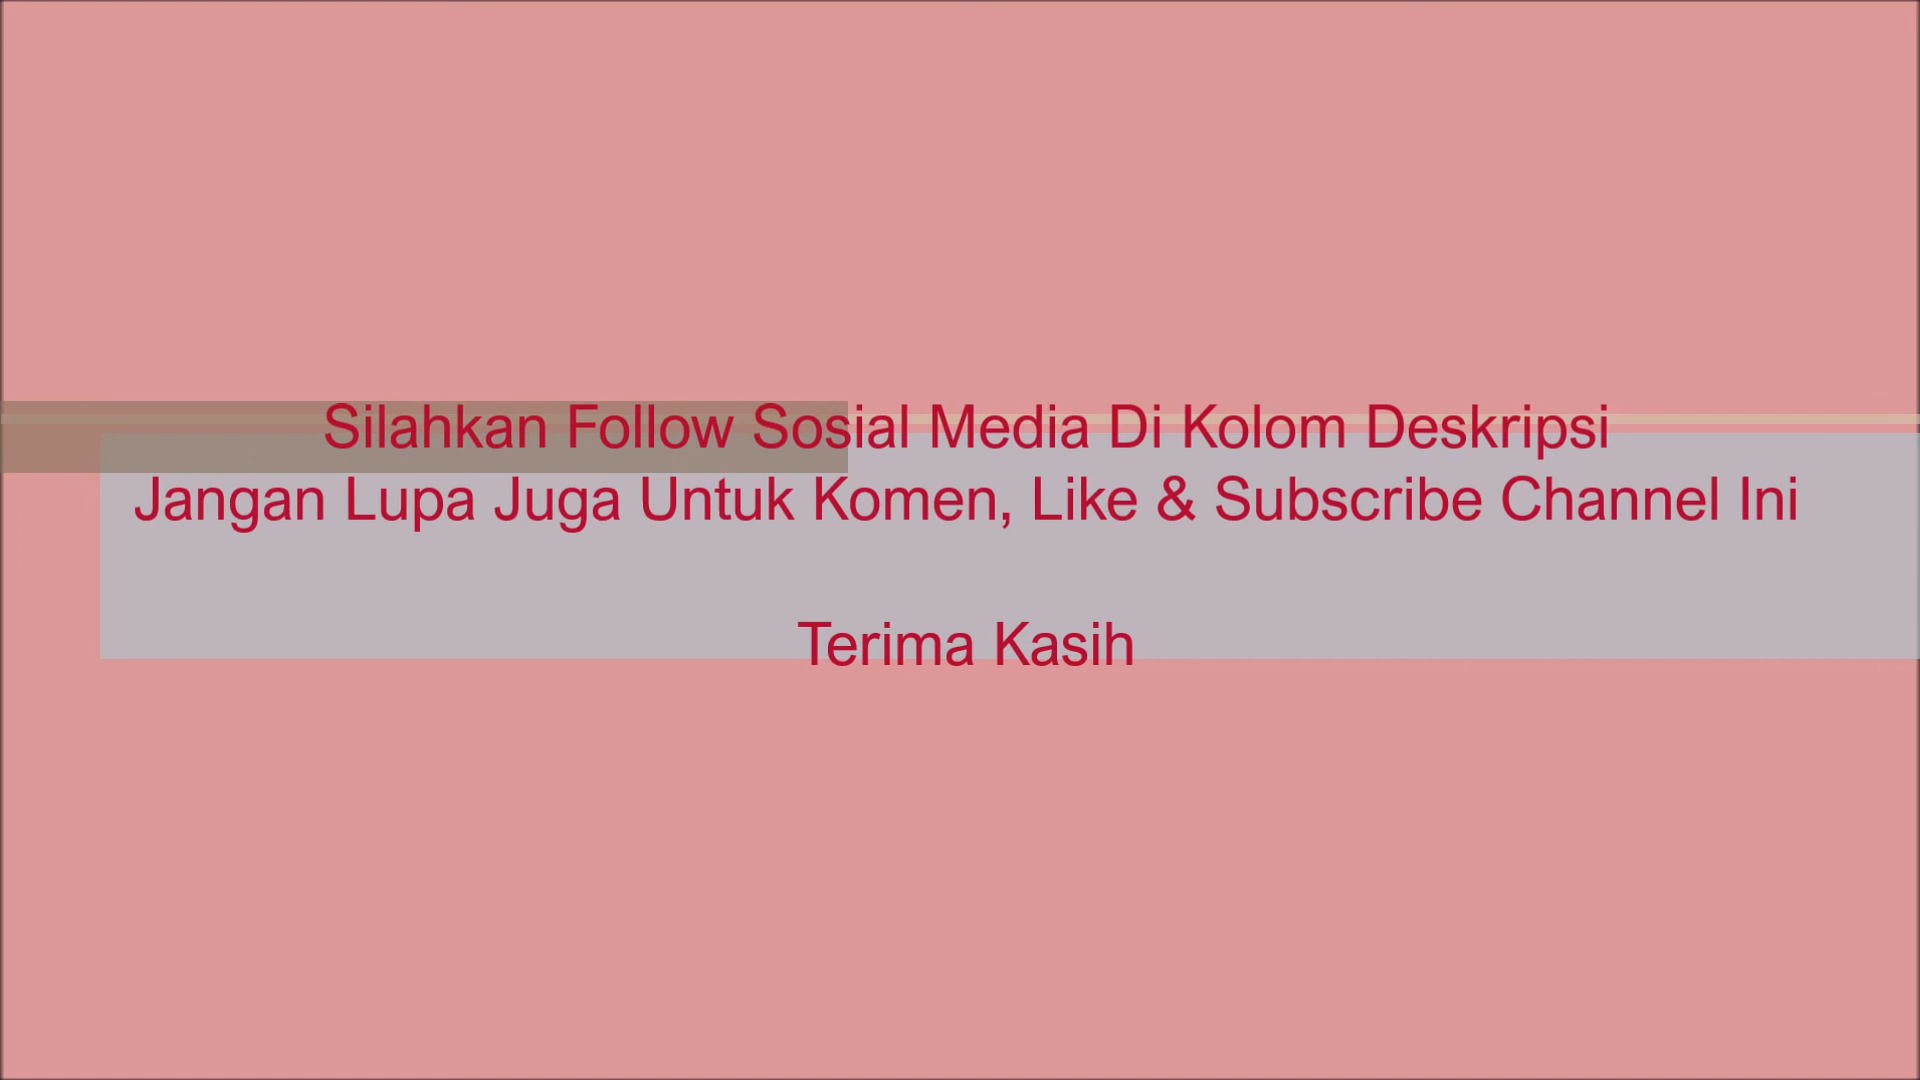 Silahkan Follow Sosial Media Di Kolom Deskripsi
Jangan Lupa Juga Untuk Komen, Like & Subscribe Channel Ini
Terima Kasih